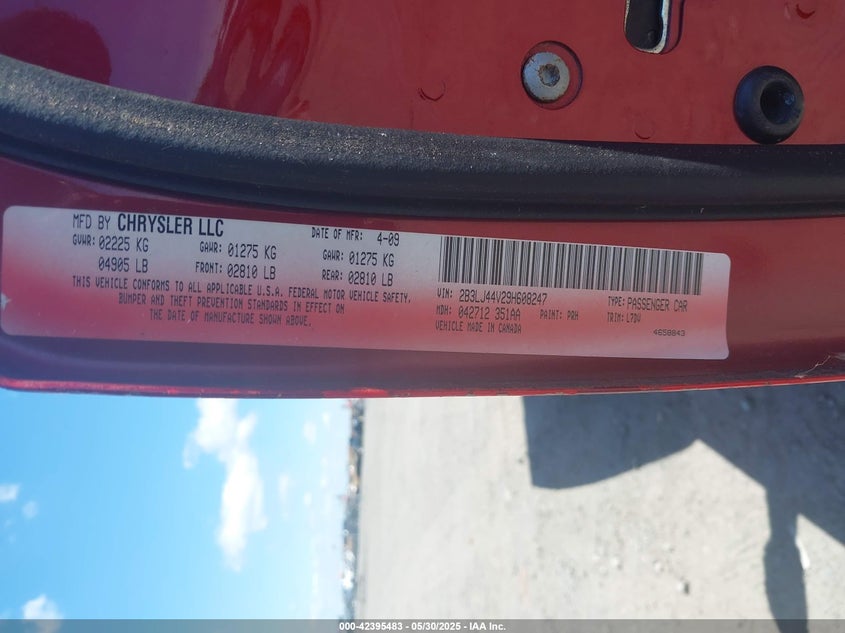 MFD BY CHRYSLER LLC DATE OF MFR: 4-09
GVWR: 02225 KG GAWR: 01275 KG GAWR: 01275 KG
04905 LB FRONT: 02810 LB REAR: 02810 LB
THIS VEHICLE CONFORMS TO ALL APPLICABLE U.S.A. FEDERAL MOTOR VEHICLE SAFETY,
BUMPER AND THEFT PREVENTION STANDARDS IN EFFECT ON
THE DATE OF MANUFACTURE SHOWN ABOVE.
VIN: 2B3LJ44V29H608247 TYPE: PASSENGER CAR
MDH: 042712 351AA PAINT: PRH TRIM: L7DV
VEHICLE MADE IN CANADA 4658843
000-42395483 - 05/30/2025 - IAA Inc.